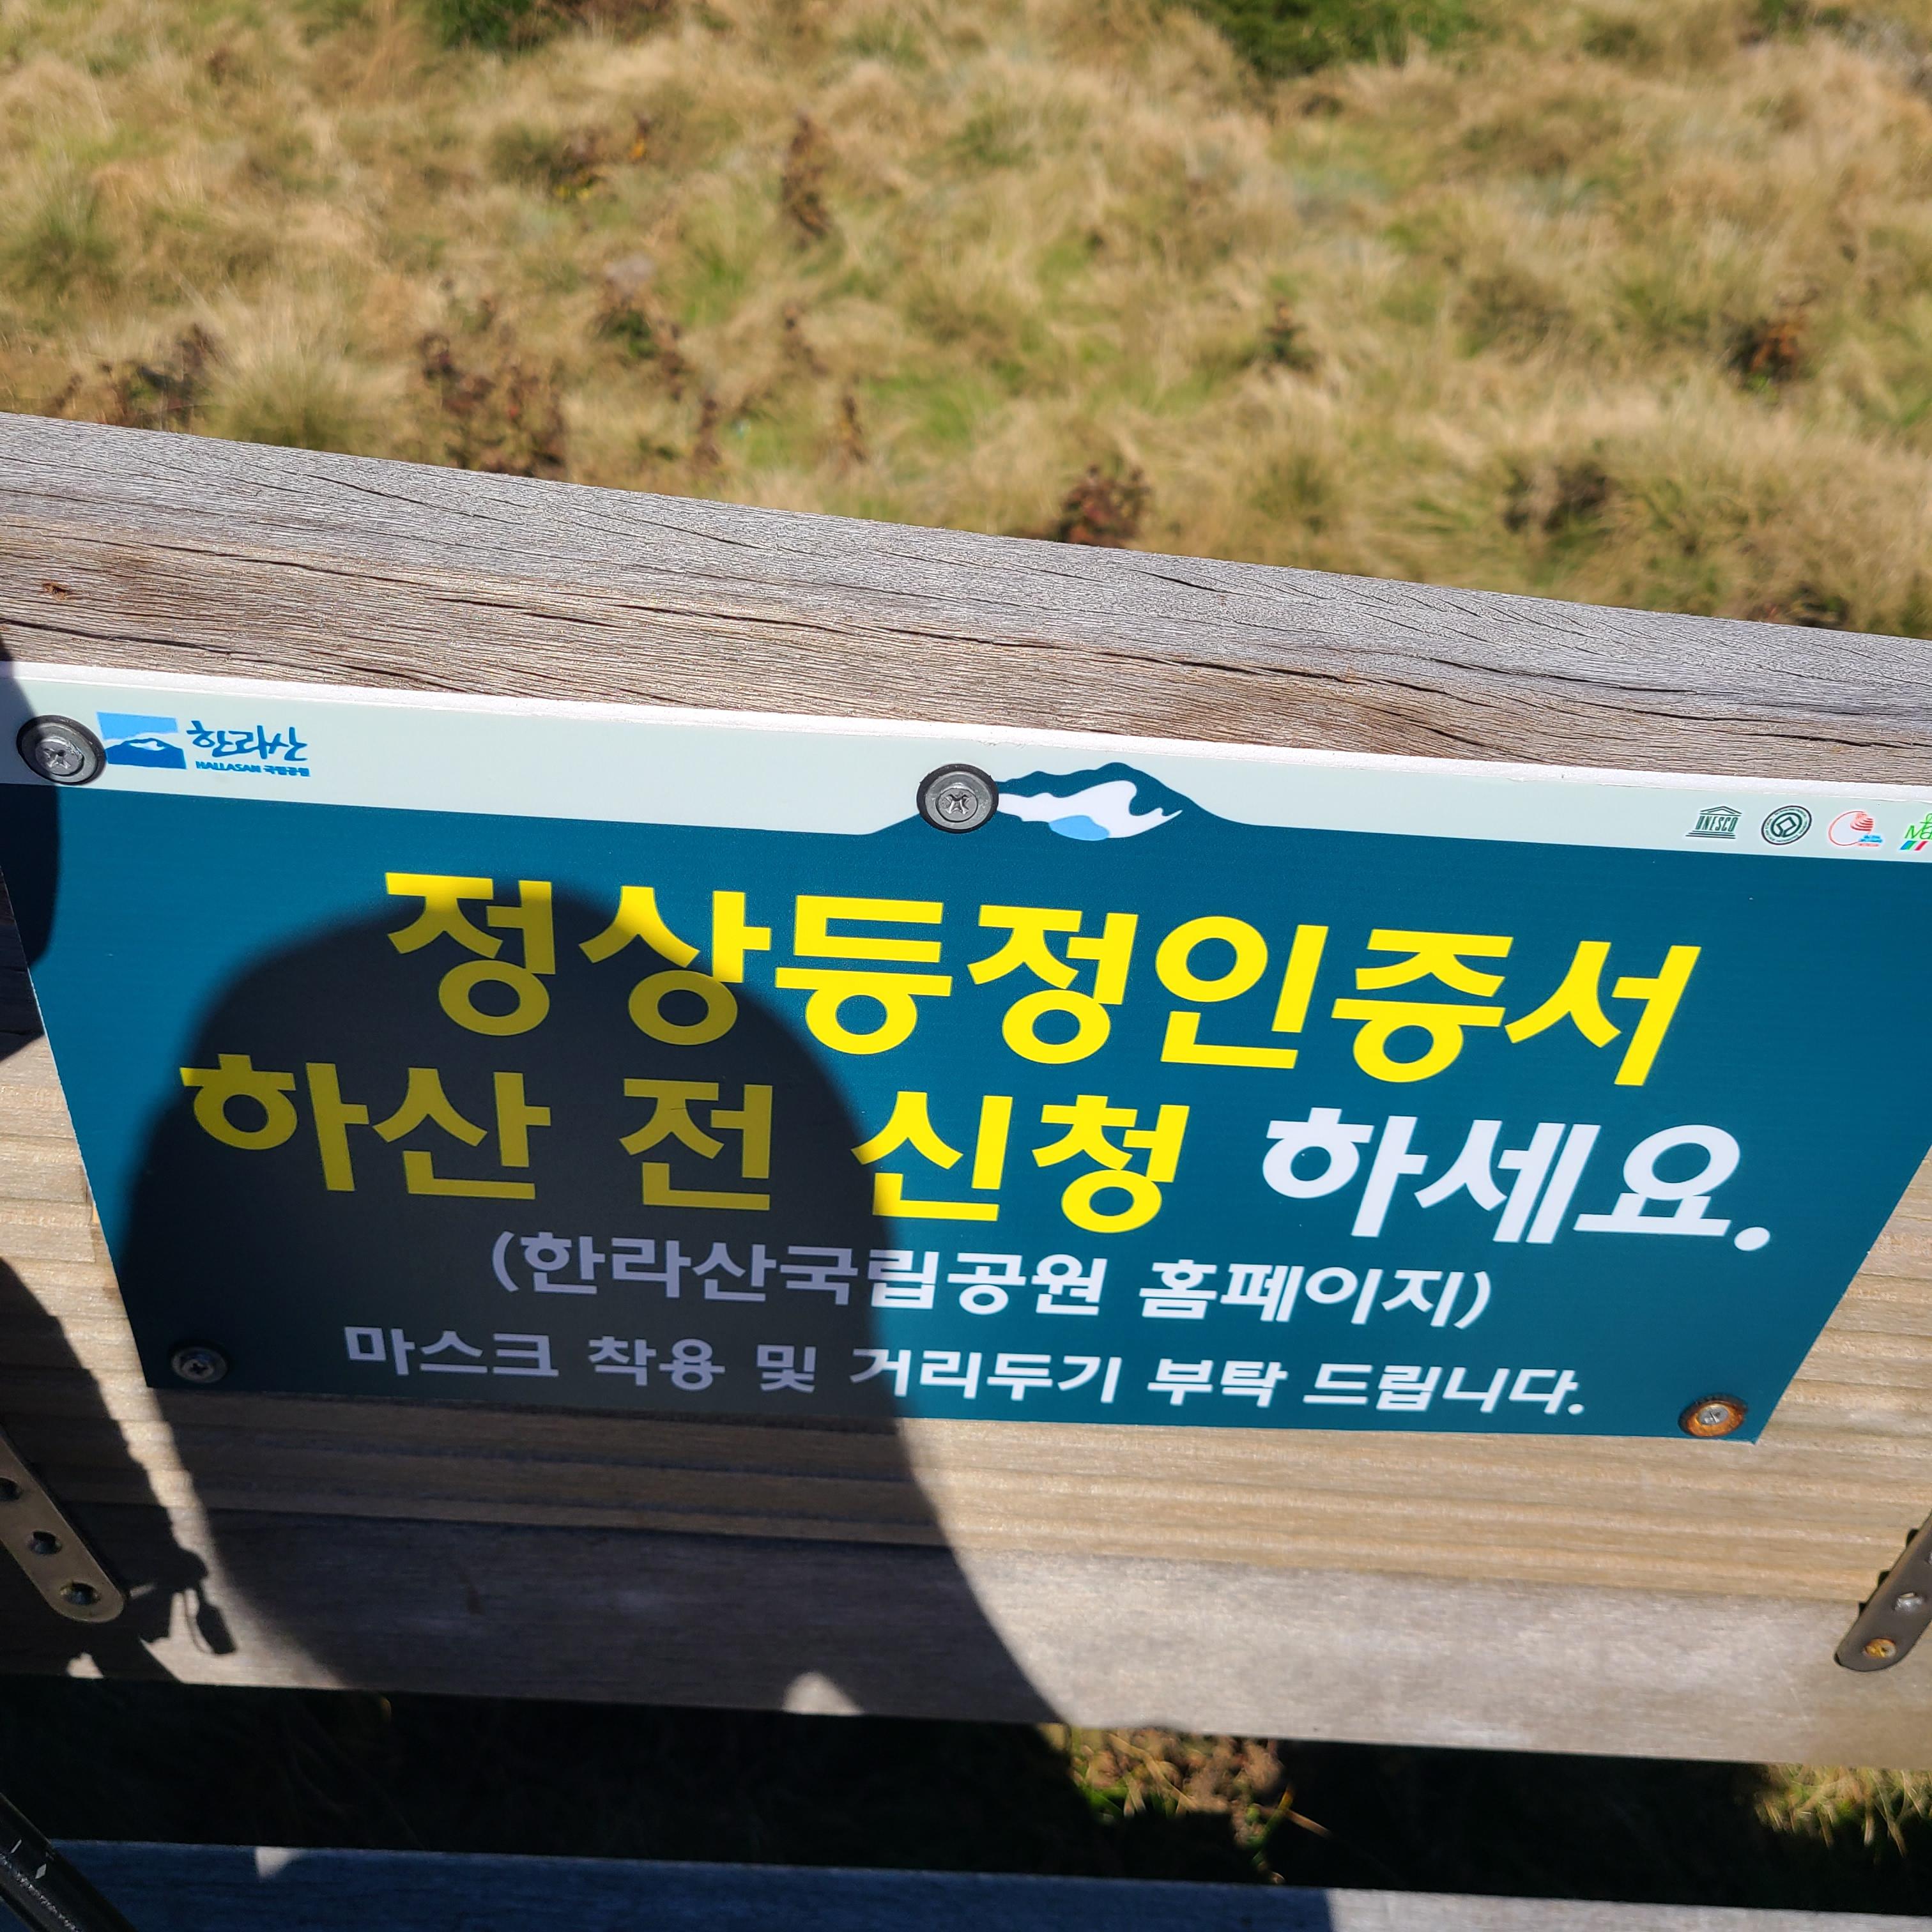 한라산
HALLASAN 국립공원
UNESCO
정상등정인증서
하산 전 신청 하세요.
(한라산국립공원 홈페이지)
마스크 착용 및 거리두기 부탁 드립니다.